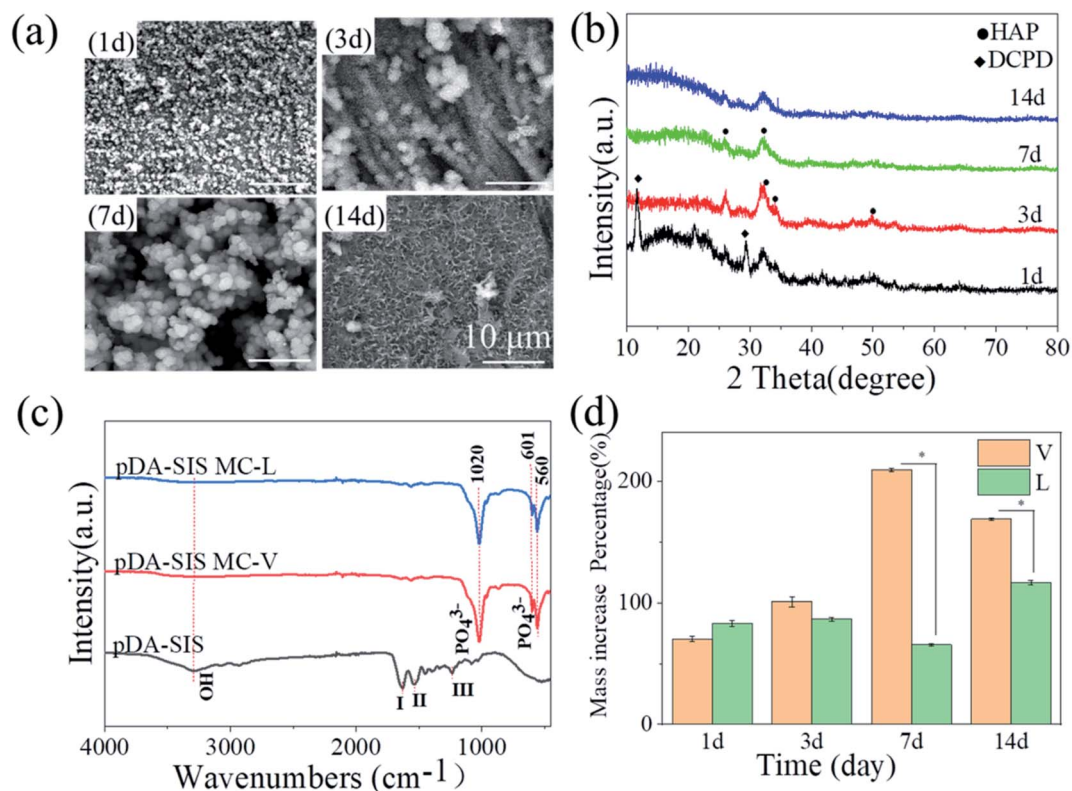 (a)
(1d)
(3d)
(7d)
(14d)
10 μm
(b)
●HAP
◆DCPD
14d
7d
3d
1d
Intensity(a.u.)
10 20 30 40 50 60 70 80
2 Theta(degree)
(c)
pDA-SIS MC-L
pDA-SIS MC-V
pDA-SIS
1020
601
560
PO₄³⁻
PO₄³⁻
OH
I
II
III
Intensity(a.u.)
4000 3000 2000 1000
Wavenumbers (cm⁻¹)
(d)
V
L
*
*
Mass increase Percentage(%)
200
100
0
1d 3d 7d 14d
Time (day)